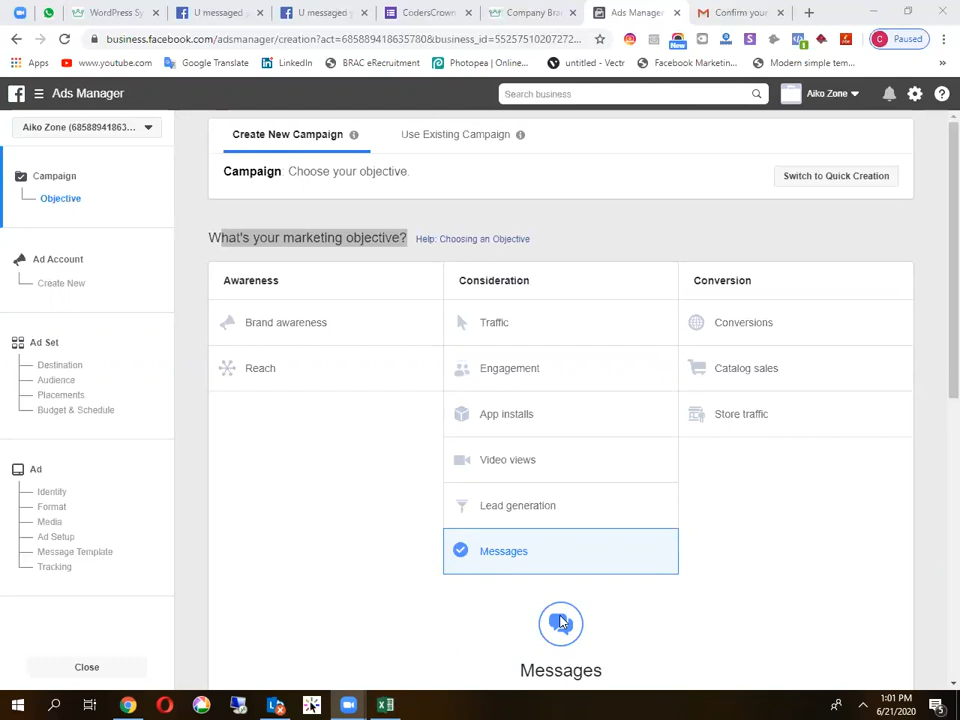 WordPress Sy
U messaged y
U messaged y
CodersCrown
Company Bra
Ads Manager
Confirm your
business.facebook.com/adsmanager/creation?act=685889418635780&business_id=55257510207272...
New
1
Paused
Apps
www.youtube.com
Google Translate
LinkedIn
BRAC eRecruitment
Photopea | Online...
untitled - Vectr
Facebook Marketin...
Modern simple tem...
Ads Manager
Search business
Aiko Zone
Aiko Zone (68588941863...
Create New Campaign
Use Existing Campaign
Campaign: Choose your objective.
Switch to Quick Creation
Campaign
Objective
Ad Account
Create New
Ad Set
Destination
Audience
Placements
Budget & Schedule
Ad
Identity
Format
Media
Ad Setup
Message Template
Tracking
Close
What's your marketing objective? Help: Choosing an Objective
Awareness
Consideration
Conversion
Brand awareness
Traffic
Conversions
Reach
Engagement
Catalog sales
App installs
Store traffic
Video views
Lead generation
Messages
Messages
1:01 PM
6/21/2020
5